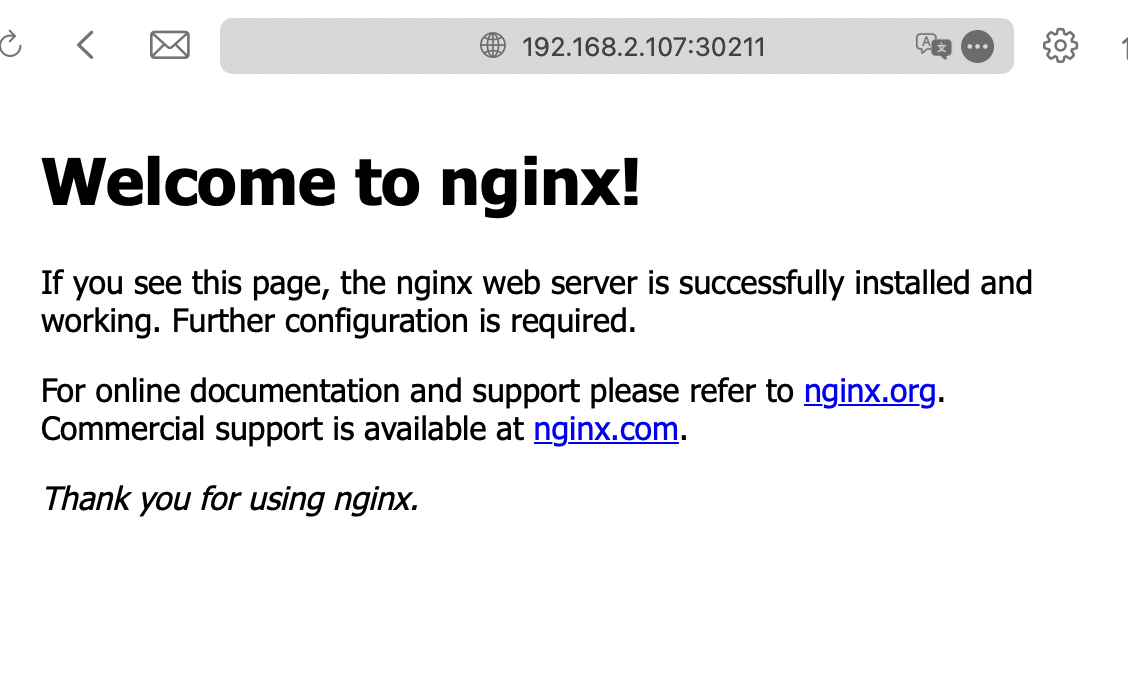 192.168.2.107:30211
Welcome to nginx!
If you see this page, the nginx web server is successfully installed and
working. Further configuration is required.
For online documentation and support please refer to nginx.org.
Commercial support is available at nginx.com.
Thank you for using nginx.